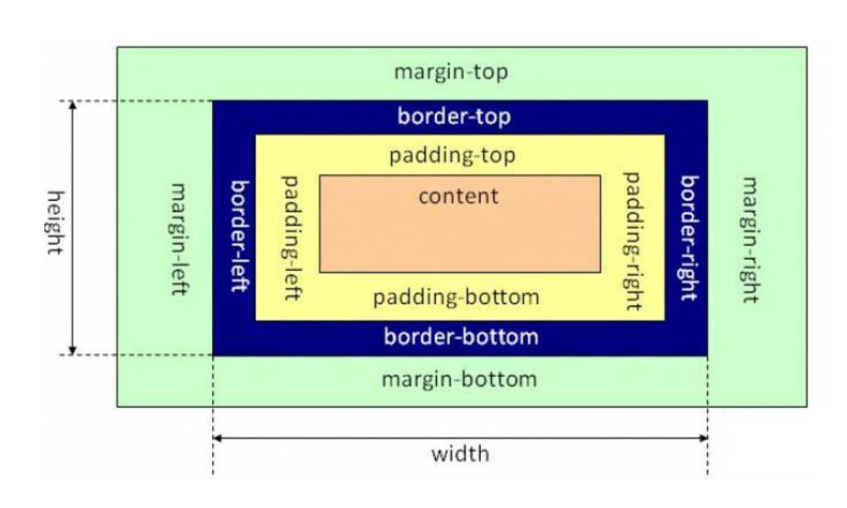 margin-top
border-top
padding-top
content
height
margin-left
border-left
padding-left
padding-right
border-right
margin-right
padding-bottom
border-bottom
margin-bottom
width